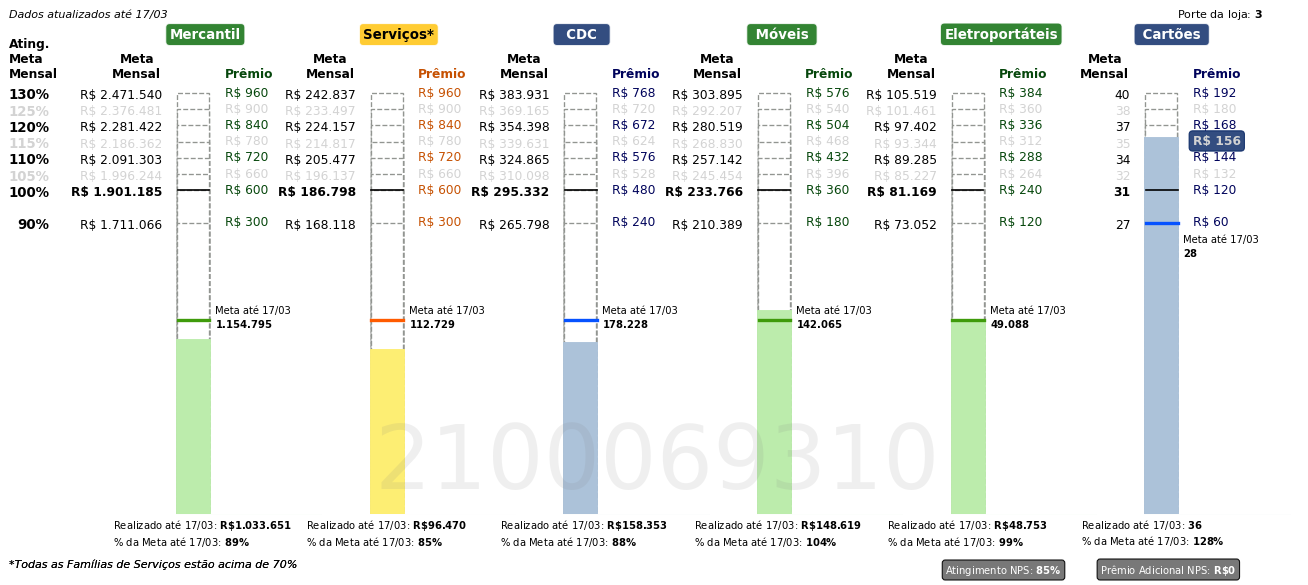 Dados atualizados até 17/03
Porte da loja: 3
Mercantil Serviços* CDC Móveis Eletroportáteis Cartões
Ating. Meta Mensal
Meta Mensal Prêmio Meta Mensal Prêmio Meta Mensal Prêmio Meta Mensal Prêmio Meta Mensal Prêmio Meta Mensal Prêmio
130% R$ 2.471.540 R$ 960 R$ 242.837 R$ 960 R$ 383.931 R$ 768 R$ 303.895 R$ 576 R$ 105.519 R$ 384 40 R$ 192
125% R$ 2.376.481 R$ 900 R$ 233.497 R$ 900 R$ 369.165 R$ 720 R$ 292.207 R$ 540 R$ 101.461 R$ 360 38 R$ 180
120% R$ 2.281.422 R$ 840 R$ 224.157 R$ 840 R$ 354.398 R$ 672 R$ 280.519 R$ 504 R$ 97.402 R$ 336 37 R$ 168
115% R$ 2.186.362 R$ 780 R$ 214.817 R$ 780 R$ 339.631 R$ 624 R$ 268.830 R$ 468 R$ 93.344 R$ 312 35 R$ 156
110% R$ 2.091.303 R$ 720 R$ 205.477 R$ 720 R$ 324.865 R$ 576 R$ 257.142 R$ 432 R$ 89.285 R$ 288 34 R$ 144
105% R$ 1.996.244 R$ 660 R$ 196.137 R$ 660 R$ 310.098 R$ 528 R$ 245.454 R$ 396 R$ 85.227 R$ 264 32 R$ 132
100% R$ 1.901.185 R$ 600 R$ 186.798 R$ 600 R$ 295.332 R$ 480 R$ 233.766 R$ 360 R$ 81.169 R$ 240 31 R$ 120
90% R$ 1.711.066 R$ 300 R$ 168.118 R$ 300 R$ 265.798 R$ 240 R$ 210.389 R$ 180 R$ 73.052 R$ 120 27 R$ 60
Meta até 17/03
28
Meta até 17/03 Meta até 17/03 Meta até 17/03 Meta até 17/03 Meta até 17/03
1.154.795 112.729 178.228 142.065 49.088
2100069310
Realizado até 17/03: R$1.033.651 Realizado até 17/03: R$96.470 Realizado até 17/03: R$158.353 Realizado até 17/03: R$148.619 Realizado até 17/03: R$48.753 Realizado até 17/03: 36
% da Meta até 17/03: 89% % da Meta até 17/03: 85% % da Meta até 17/03: 88% % da Meta até 17/03: 104% % da Meta até 17/03: 99% % da Meta até 17/03: 128%
*Todas as Famílias de Serviços estão acima de 70%
Atingimento NPS: 85% Prêmio Adicional NPS: R$0